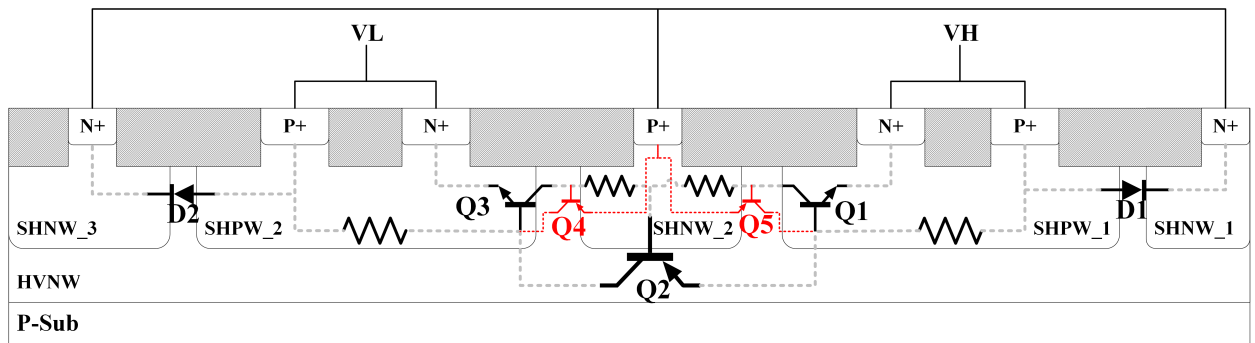 VL
VH
N+
P+
N+
P+
N+
P+
N+
D2
Q3
Q4
Q5
Q1
D1
SHNW_3
SHPW_2
SHNW_2
SHPW_1
SHNW_1
HVNW
Q2
P-Sub